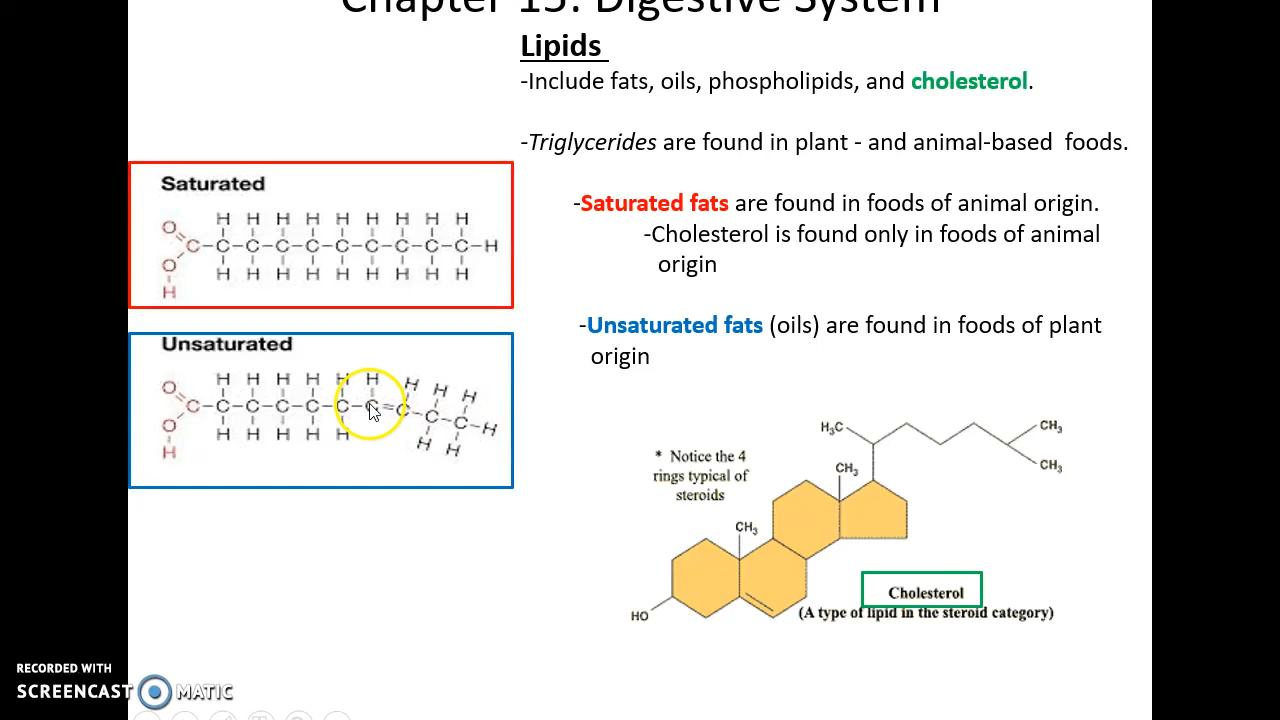 Chapter 15: Digestive System
Lipids
-Include fats, oils, phospholipids, and cholesterol.
-Triglycerides are found in plant - and animal-based foods.
-Saturated fats are found in foods of animal origin.
-Cholesterol is found only in foods of animal
origin
-Unsaturated fats (oils) are found in foods of plant
origin
Saturated
H H H H H H H H H
O
C-C-C-C-C-C-C-C-C-C-H
O
H H H H H H H H H
H
Unsaturated
H H H H H H H H H
O
C-C-C-C-C-C-C=C-C-C-H
O
H H H H H H H
H
* Notice the 4
rings typical of
steroids
H₃C
CH₃
CH₃
CH₃
CH₃
HO
Cholesterol
(A type of lipid in the steroid category)
RECORDED WITH
SCREENCAST MATIC